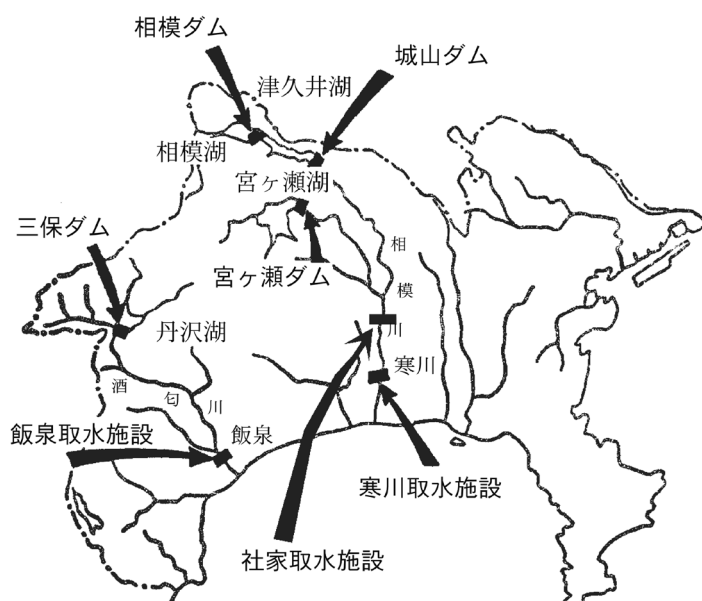 相模ダム
城山ダム
津久井湖
相模湖
宮ヶ瀬湖
三保ダム
宮ヶ瀬ダム
相模川
丹沢湖
寒川
酒匂川
飯泉取水施設
飯泉
寒川取水施設
社家取水施設